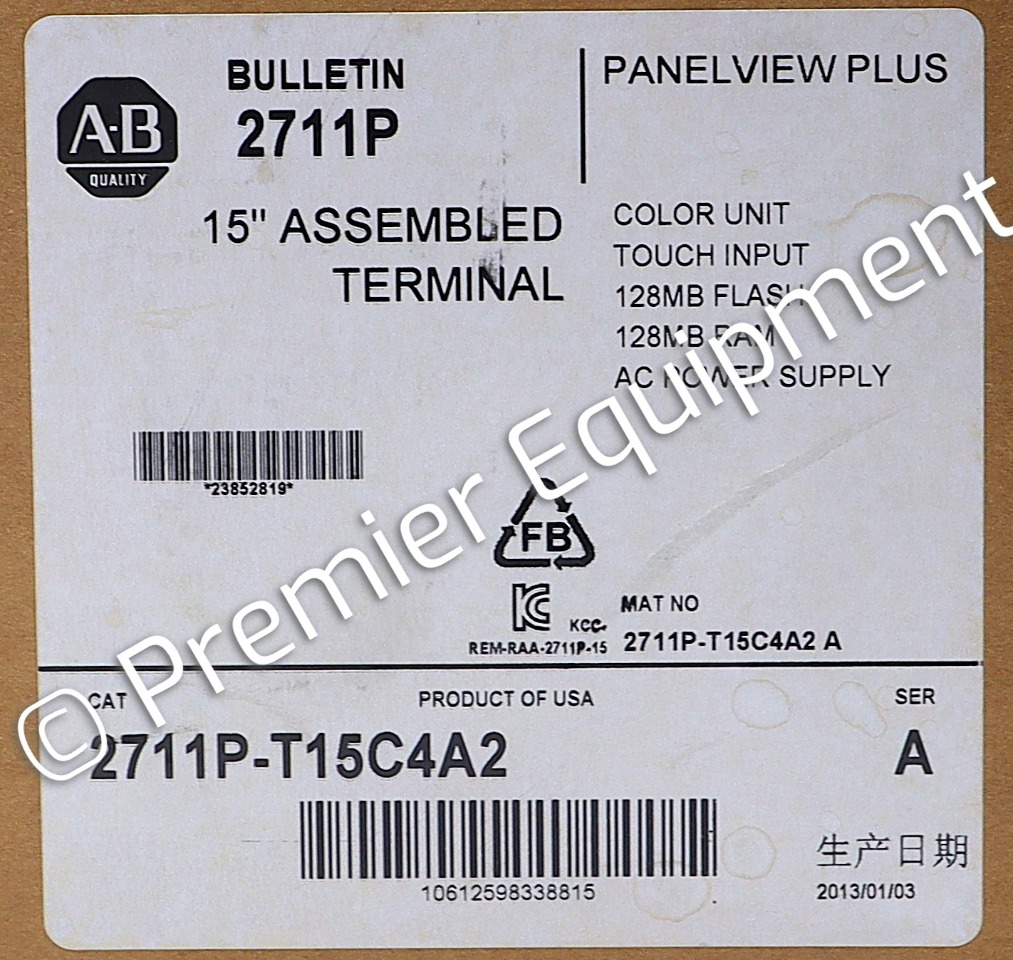 BULLETIN
2711P
A-B
QUALITY
15" ASSEMBLED
TERMINAL
PANELVIEW PLUS
COLOR UNIT
TOUCH INPUT
128MB FLASH
128MB RAM
AC POWER SUPPLY
*23852819*
FB
KCC-
REM-RAA-2711P-15
MAT NO
2711P-T15C4A2 A
CAT
PRODUCT OF USA
SER
2711P-T15C4A2
A
10612598338815
生产日期
2013/01/03
© Premier Equipment